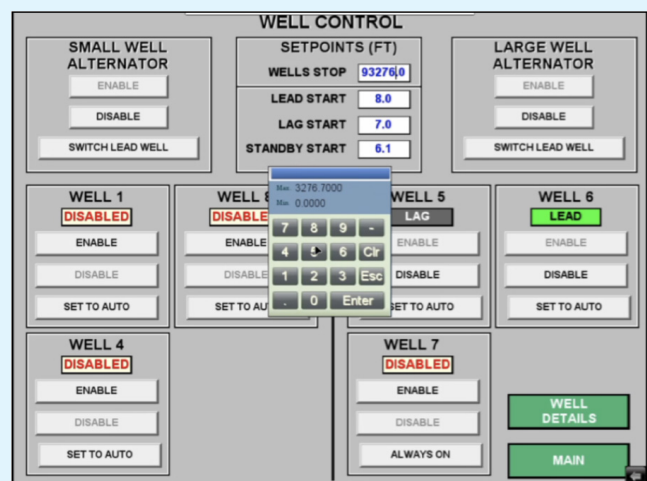 WELL CONTROL
SMALL WELL
ALTERNATOR
ENABLE
DISABLE
SWITCH LEAD WELL
SETPOINTS (FT)
WELLS STOP 93276.0
LEAD START 8.0
LAG START 7.0
STANDBY START 6.1
LARGE WELL
ALTERNATOR
ENABLE
DISABLE
SWITCH LEAD WELL
Max 3276.7000
Min 0.0000
7 8 9 -
4 5 6 Clr
1 2 3 Esc
. 0 Enter
WELL 1
DISABLED
ENABLE
DISABLE
SET TO AUTO
WELL
DISABLE
ENABLE
DISABLE
SET TO AU
WELL 5
LAG
ENABLE
DISABLE
SET TO AUTO
WELL 6
LEAD
ENABLE
DISABLE
SET TO AUTO
WELL 4
DISABLED
ENABLE
DISABLE
SET TO AUTO
WELL 7
DISABLED
ENABLE
DISABLE
ALWAYS ON
WELL
DETAILS
MAIN